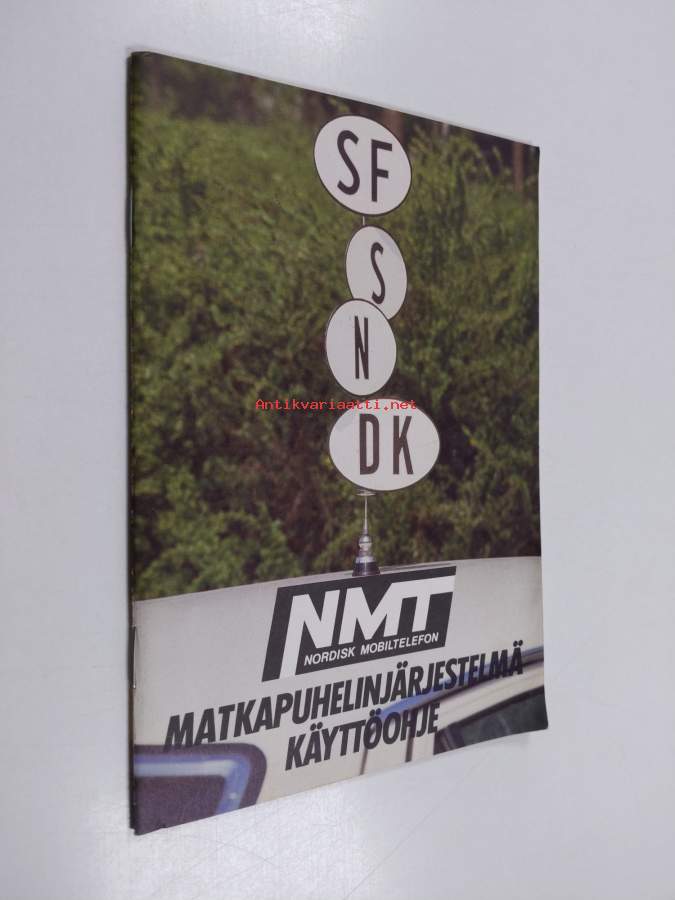 SF
S
N
Antikvariaatti.net
DK
NMT
NORDISK MOBILTELEFON
MATKAPUHELINJÄRJESTELMÄ
KÄYTTÖOHJE